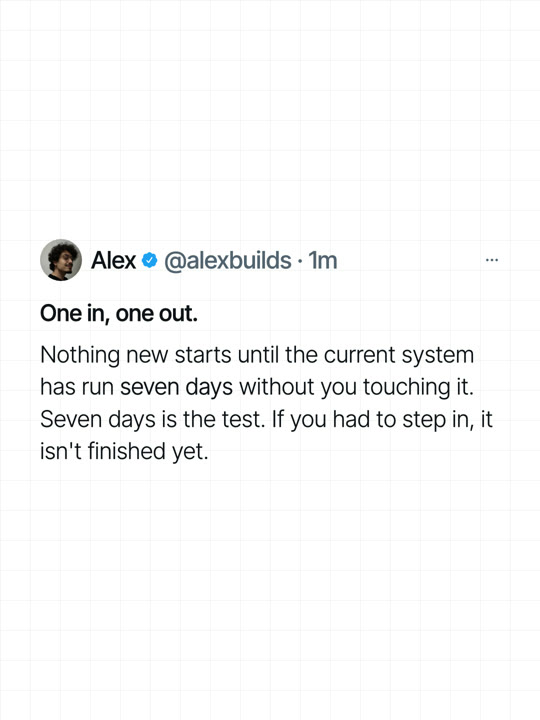 Alex @alexbuilds · 1m
One in, one out.
Nothing new starts until the current system
has run seven days without you touching it.
Seven days is the test. If you had to step in, it
isn't finished yet.